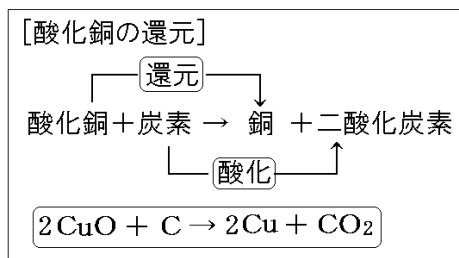 [酸化銅の還元]
還元
酸化銅+炭素 → 銅 +二酸化炭素
酸化
2CuO + C → 2Cu + CO₂